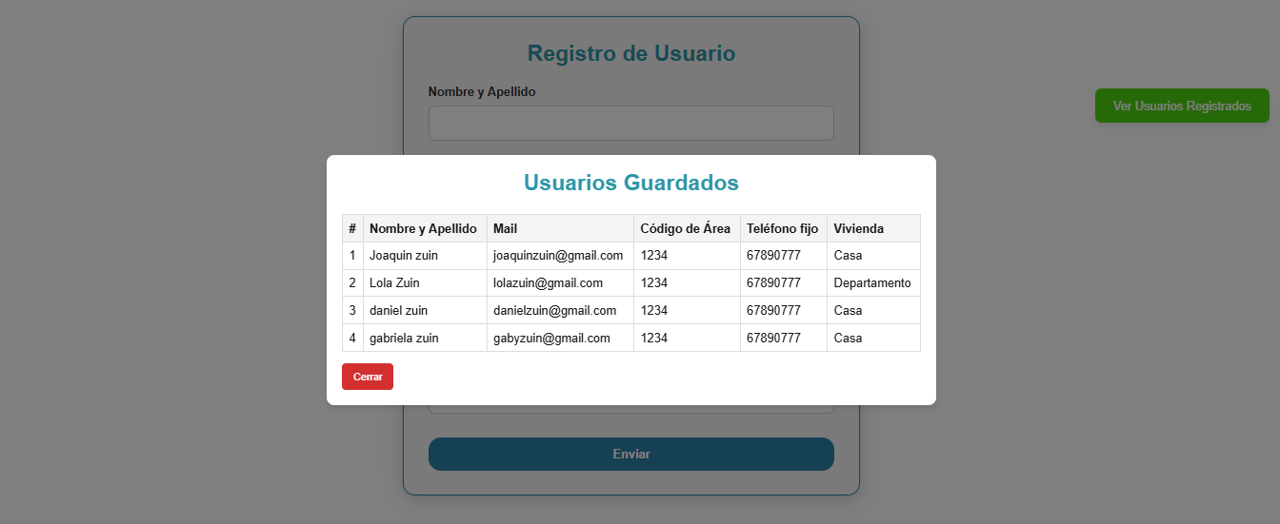 Registro de Usuario
Nombre y Apellido
Ver Usuarios Registrados
Usuarios Guardados
# Nombre y Apellido Mail Código de Área Teléfono fijo Vivienda
1 Joaquin zuin joaquinzuin@gmail.com 1234 67890777 Casa
2 Lola Zuin lolazuin@gmail.com 1234 67890777 Departamento
3 daniel zuin danielzuin@gmail.com 1234 67890777 Casa
4 gabriela zuin gabyzuin@gmail.com 1234 67890777 Casa
Cerrar
Enviar